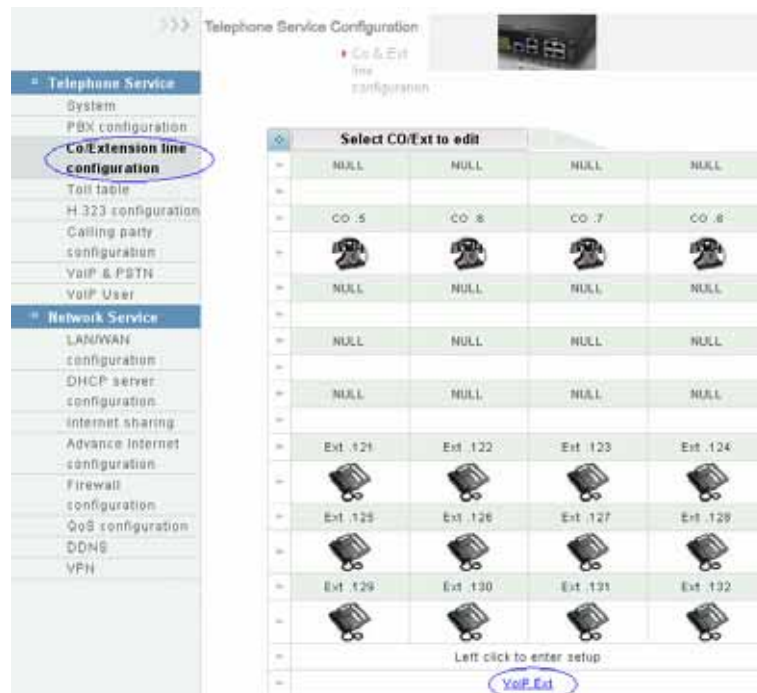 >>> Telephone Service Configuration
Co & Ext
line
configuration
Telephone Service
System
PBX configuration
Co/Extension line
configuration
Toll table
H.323 configuration
Calling party
configuration
VoIP & PSTN
VoIP User
Network Service
LAN/WAN
configuration
DHCP server
configuration
Internet sharing
Advance Internet
configuration
Firewall
configuration
QoS configuration
DDNS
VPN
Select CO/Ext to edit
NULL NULL NULL NULL
CO .5 CO .6 CO .7 CO .8
NULL NULL NULL NULL
NULL NULL NULL NULL
NULL NULL NULL NULL
Ext .121 Ext .122 Ext .123 Ext .124
Ext .125 Ext .126 Ext .127 Ext .128
Ext .129 Ext .130 Ext .131 Ext .132
Left click to enter setup
VoIP Ext